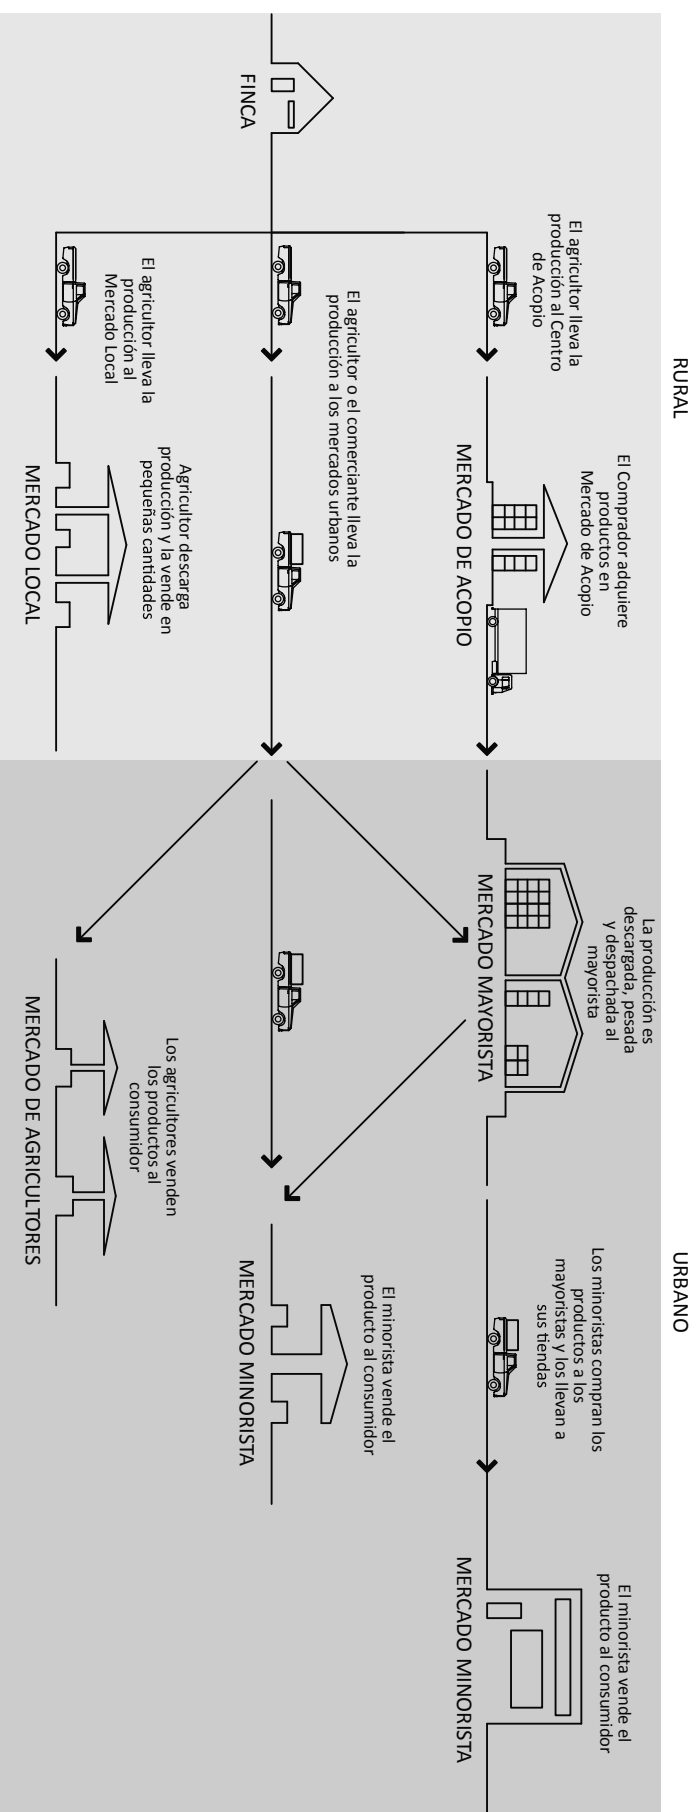 RURAL
URBANO
El agricultor lleva la
producción al Centro
de Acopio
El Comprador adquiere
productos en
Mercado de Acopio
MERCADO DE ACOPIO
La producción es
descargada, pesada
y despachada al
mayorista
MERCADO MAYORISTA
Los minoristas compran los
productos a los
mayoristas y los llevan a
sus tiendas
El minorista vende el
producto al consumidor
MERCADO MINORISTA
FINCA
El agricultor o el comerciante lleva la
producción a los mercados urbanos
El minorista vende el
producto al consumidor
MERCADO MINORISTA
El agricultor lleva la
producción al
Mercado Local
Agricultor descarga
producción y la vende en
pequeñas cantidades
MERCADO LOCAL
Los agricultores venden
los productos al
consumidor
MERCADO DE AGRICULTORES